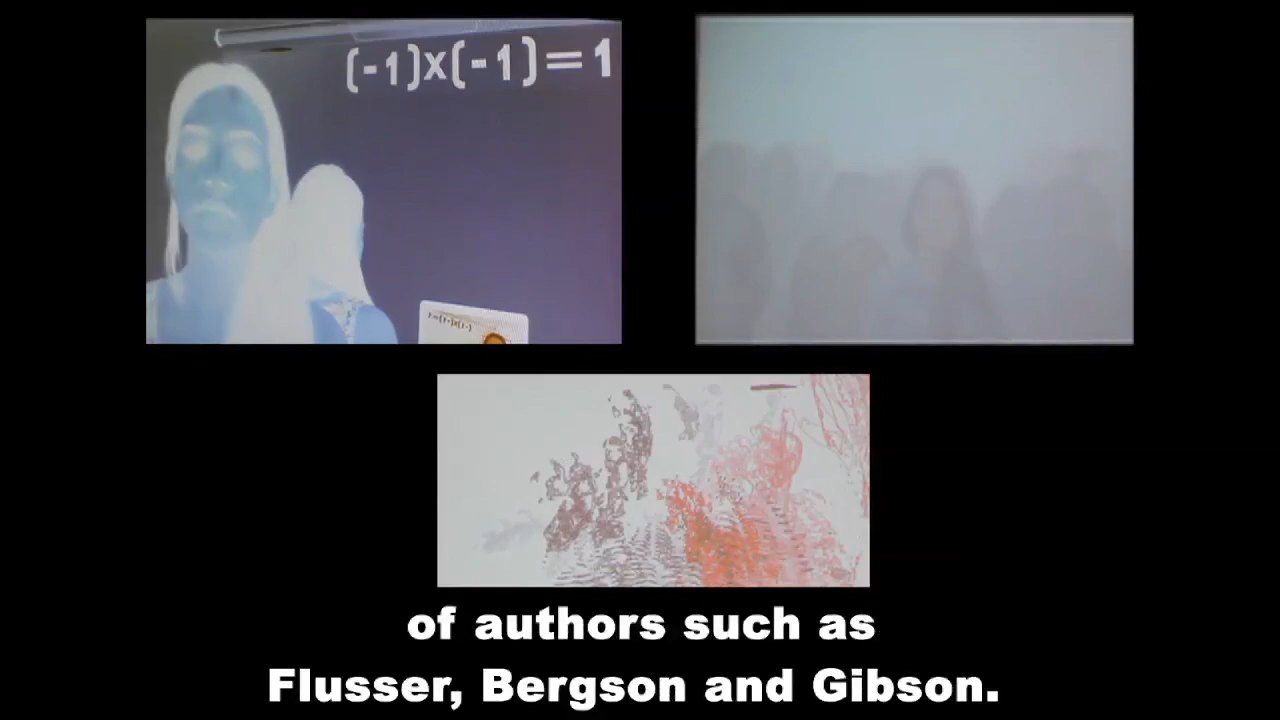 (-1)x(-1)=1
of authors such as
Flusser, Bergson and Gibson.